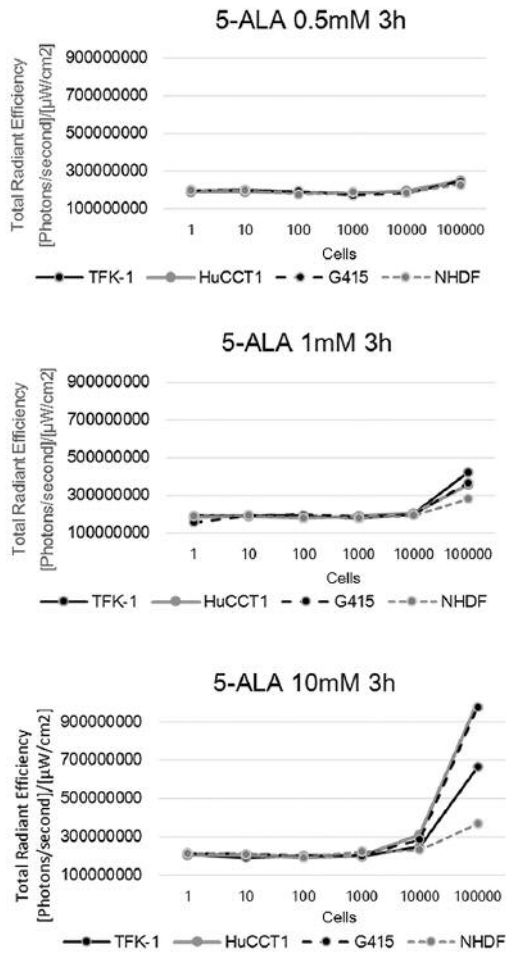 5-ALA 0.5mM 3h
Total Radiant Efficiency
[Photons/second]/[µW/cm2]
900000000
700000000
500000000
300000000
100000000
1 10 100 1000 10000 100000
Cells
TFK-1 HuCCT1 G415 NHDF
5-ALA 1mM 3h
Total Radiant Efficiency
[Photons/second]/[µW/cm2]
900000000
700000000
500000000
300000000
100000000
1 10 100 1000 10000 100000
Cells
TFK-1 HuCCT1 G415 NHDF
5-ALA 10mM 3h
Total Radiant Efficiency
[Photons/second]/[µW/cm2]
900000000
700000000
500000000
300000000
100000000
1 10 100 1000 10000 100000
Cells
TFK-1 HuCCT1 G415 NHDF